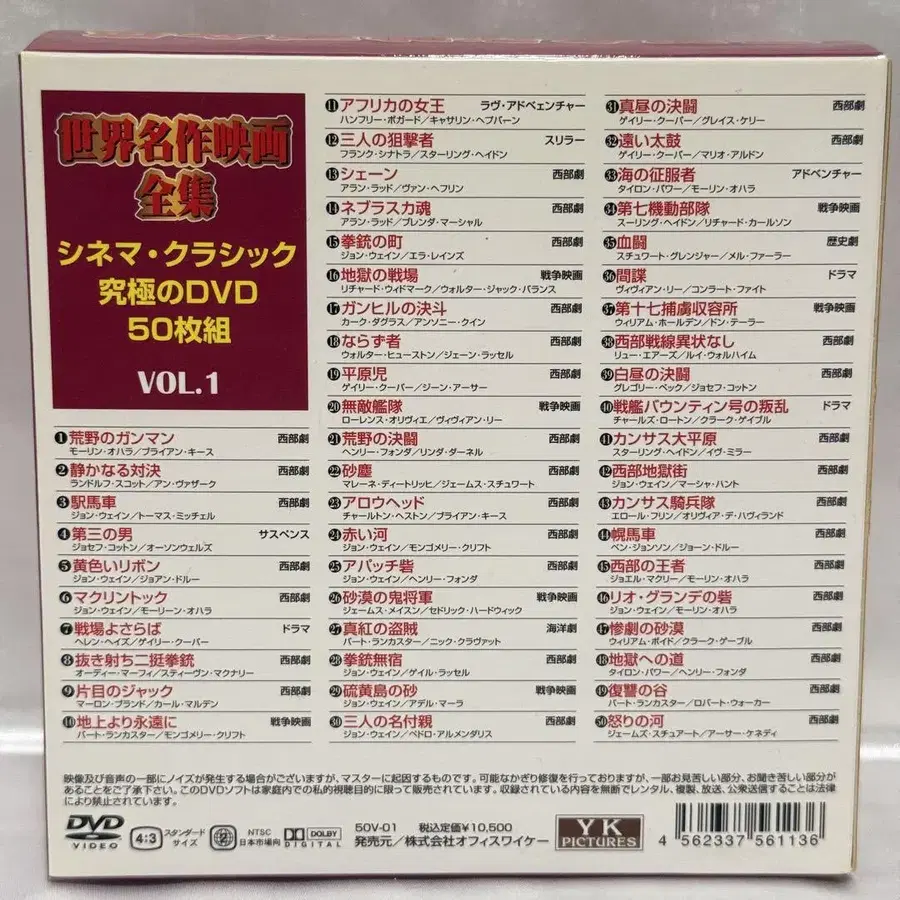 世界名作映画
全集
シネマ・クラシック
究極のDVD
50枚組
VOL.1
❶荒野のガンマン 西部劇
モーリン・オハラ/ブライアン・キース
❷静かなる対決 西部劇
ランドルフ・スコット/アン・ヴァザーク
❸駅馬車 西部劇
ジョン・ウェイン/トーマス・ミッチェル
❹第三の男 サスペンス
ジョセフ・コットン/オーソンウェルズ
❺黄色いリボン 西部劇
ジョン・ウェイン/ジョアン・ドルー
❻マクリントック 西部劇
ジョン・ウェイン/モーリーン・オハラ
❼戦場よさらば ドラマ
ヘレン・ヘイズ/ゲイリー・クーパー
❽抜き射ち二挺拳銃 西部劇
オーディー・マーフィ/スティーヴン・マクナリー
❾片目のジャック 西部劇
マーロン・ブランド/カール・マルデン
❿地上より永遠に 戦争映画
バート・ランカスター/モンゴメリー・クリフト
⓫アフリカの女王 ラヴ・アドベェンチャー
ハンフリー・ボガード/キャサリン・ヘプバーン
⓬三人の狙撃者 スリラー
フランク・シナトラ/スターリング・ヘイドン
⓭シェーン 西部劇
アラン・ラッド/ヴァン・ヘフリン
⓮ネブラスカ魂 西部劇
アラン・ラッド/ブレンダ・マーシャル
⓯拳銃の町 西部劇
ジョン・ウェイン/エラ・レインズ
⓰地獄の戦場 戦争映画
リチャード・ウィドマーク/ウォルター・ジャック・パランス
⓱ガンヒルの決斗 西部劇
カーク・ダグラス/アンソニー・クイン
⓲ならず者 西部劇
ウォルター・ヒューストン/ジェーン・ラッセル
⓳平原児 西部劇
ゲイリー・クーパー/ジーン・アーサー
⓴無敵艦隊 戦争映画
ローレンス・オリヴィエ/ヴィヴィアン・リー
㉑荒野の決闘 西部劇
ヘンリー・フォンダ/リンダ・ダーネル
㉒砂塵 西部劇
マレーネ・ディートリッヒ/ジェームス・スチュワート
㉓アロウヘッド 西部劇
チャールトン・ヘストン/ブライアン・キース
㉔赤い河 西部劇
ジョン・ウェイン/モンゴメリー・クリフト
㉕アパッチ砦 西部劇
ジョン・ウェイン/ヘンリー・フォンダ
㉖砂漠の鬼将軍 戦争映画
ジェームス・メイスン/セドリック・ハードウィック
㉗真紅の盗賊 海洋劇
バート・ランカスター/ニック・クラヴァット
㉘拳銃無宿 西部劇
ジョン・ウェイン/ゲイル・ラッセル
㉙硫黄島の砂 戦争映画
ジョン・ウェイン/アデル・マーラ
㉚三人の名付親 西部劇
ジョン・ウェイン/ペドロ・アルメンダリス
㉛真昼の決闘 西部劇
ゲイリー・クーパー/グレイス・ケリー
㉜遠い太鼓 西部劇
ゲイリー・クーパー/マリオ・アルドン
㉝海の征服者 アドベンチャー
タイロン・パワー/モーリン・オハラ
㉞第七機動部隊 戦争映画
スーリング・ヘイドン/リチャード・カールソン
㉟血闘 歴史劇
スチュワート・グレンジャー/メル・ファーラー
㊱間諜 ドラマ
ヴィヴィアン・リー/コンラート・ファイト
㊲第十七捕虜収容所 戦争映画
ウィリアム・ホールデン/ドン・テーラー
㊳西部戦線異状なし 西部劇
リュー・エアーズ/ルイ・ウォルハイム
㊴白昼の決闘 西部劇
グレゴリー・ペック/ジョセフ・コットン
㊵戦艦バウンティン号の叛乱 ドラマ
チャールズ・ロートン/クラーク・ゲイブル
㊶カンサス大平原 西部劇
スターリング・ヘイドン/イヴ・ミラー
㊷西部地獄街 西部劇
ジョン・ウェイン/マーシャ・ハント
㊸カンサス騎兵隊 西部劇
エロール・フリン/オリヴィア・デ・ハヴィランド
㊹幌馬車 西部劇
ベン・ジョンソン/ジョーン・ドルー
㊺西部の王者 西部劇
ジョエル・マクリー/モーリン・オハラ
㊻リオ・グランデの砦 西部劇
ジョン・ウェイン/モーリン・オハラ
㊼惨劇の砂漠 西部劇
ウィリアム・ボイド/クラーク・ゲーブル
㊽地獄への道 西部劇
タイロン・パワー/ヘンリー・フォンダ
㊾復讐の谷 西部劇
バート・ランカスター/ロバート・ウォーカー
㊿怒りの河 西部劇
ジェームズ・スチュアート/アーサー・ケネディ
映像及び音声の一部にノイズが発生する場合がございますが、マスターに起因するものです。可能なかぎり修復を行っておりますが、一部お見苦しい部分、お聞き苦しい部分が
あることをご了承下さい。このDVDソフトは家庭内での私的視聴目的に限って販売されています。収録されている内容を無断でレンタル、複製、放送、公衆送信することは法律
により禁止されています。
DVD
VIDEO
4:3
スタンダード
サイズ
2
NTSC
日本市場向
DOLBY
DIGITAL
50V-01 税込定価¥10,500
発売元/株式会社オフィスワイケー
YK
PICTURES
4 562337 561136